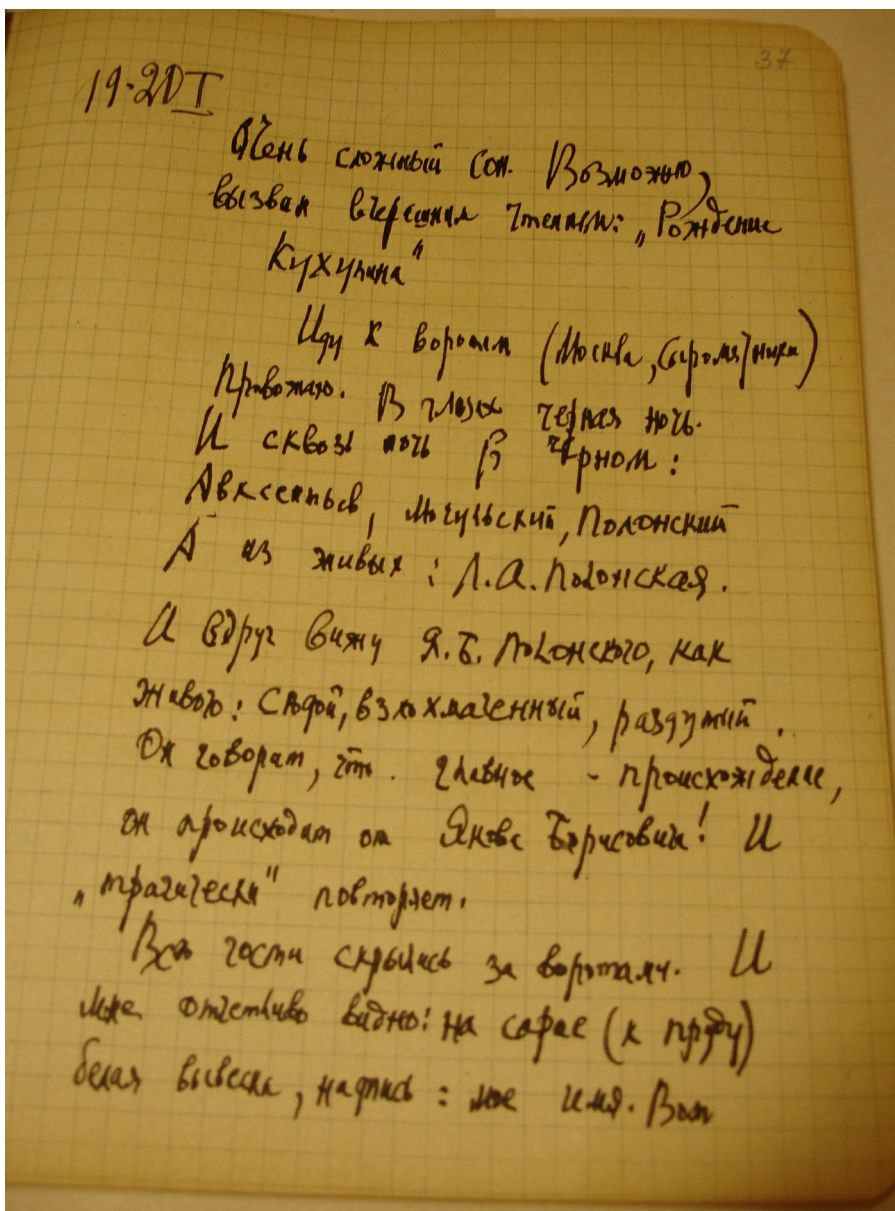 37
19-20 I
Очень сложный сон. Возможно,
вызван вчерашним чтением: „Рождение
Кухулина"
Иду к воротам (Москва, Сыромятники)
Провожаю. В глазах черная ночь.
И сквозь ночь в черном:
Авксентьев, Мочульский, Полонский
А из живых: Л.А. Полонская.
И вдруг вижу Я.Б. Полонского, как
живого: Сѣдой, взлохмаченный, раздутый.
Он говорит, что главное - происхождение,
он происходит от Якова Борисовича! И
„трагически" повторяет.
Все гости скрылись за воротами. И
мне отчетливо видно: на сарае (к пруду)
белая вывеска, надпись: мое имя. Вот